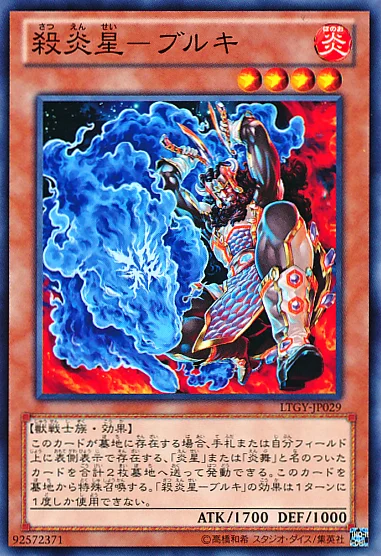 殺炎星－ブルキ
炎
LTGY-JP029
【獣戦士族・効果】
このカードが墓地に存在する場合、手札または自分フィールド
上に表側表示で存在する、「炎星」または「炎舞」と名のついた
カードを合計２枚墓地へ送って発動できる。このカードを
墓地から特殊召喚する。「殺炎星－ブルキ」の効果は１ターンに
１度しか使用できない。
ATK/1700 DEF/1000
92572371
©高橋和希 スタジオ・ダイス/集英社